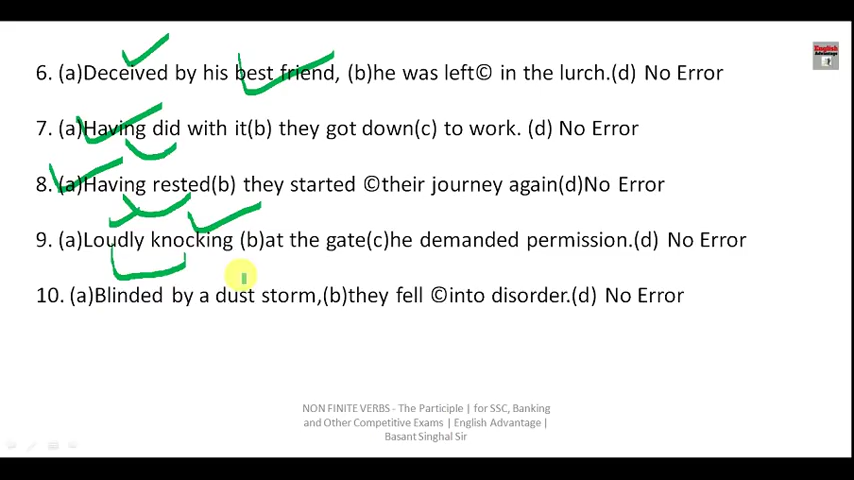 English
Advantage
6. (a)Deceived by his best friend, (b)he was left© in the lurch.(d) No Error
7. (a)Having did with it(b) they got down(c) to work. (d) No Error
8. (a)Having rested(b) they started ©their journey again(d)No Error
9. (a)Loudly knocking (b)at the gate(c)he demanded permission.(d) No Error
10. (a)Blinded by a dust storm,(b)they fell ©into disorder.(d) No Error
NON FINITE VERBS - The Participle | for SSC, Banking
and Other Competitive Exams | English Advantage |
Basant Singhal Sir